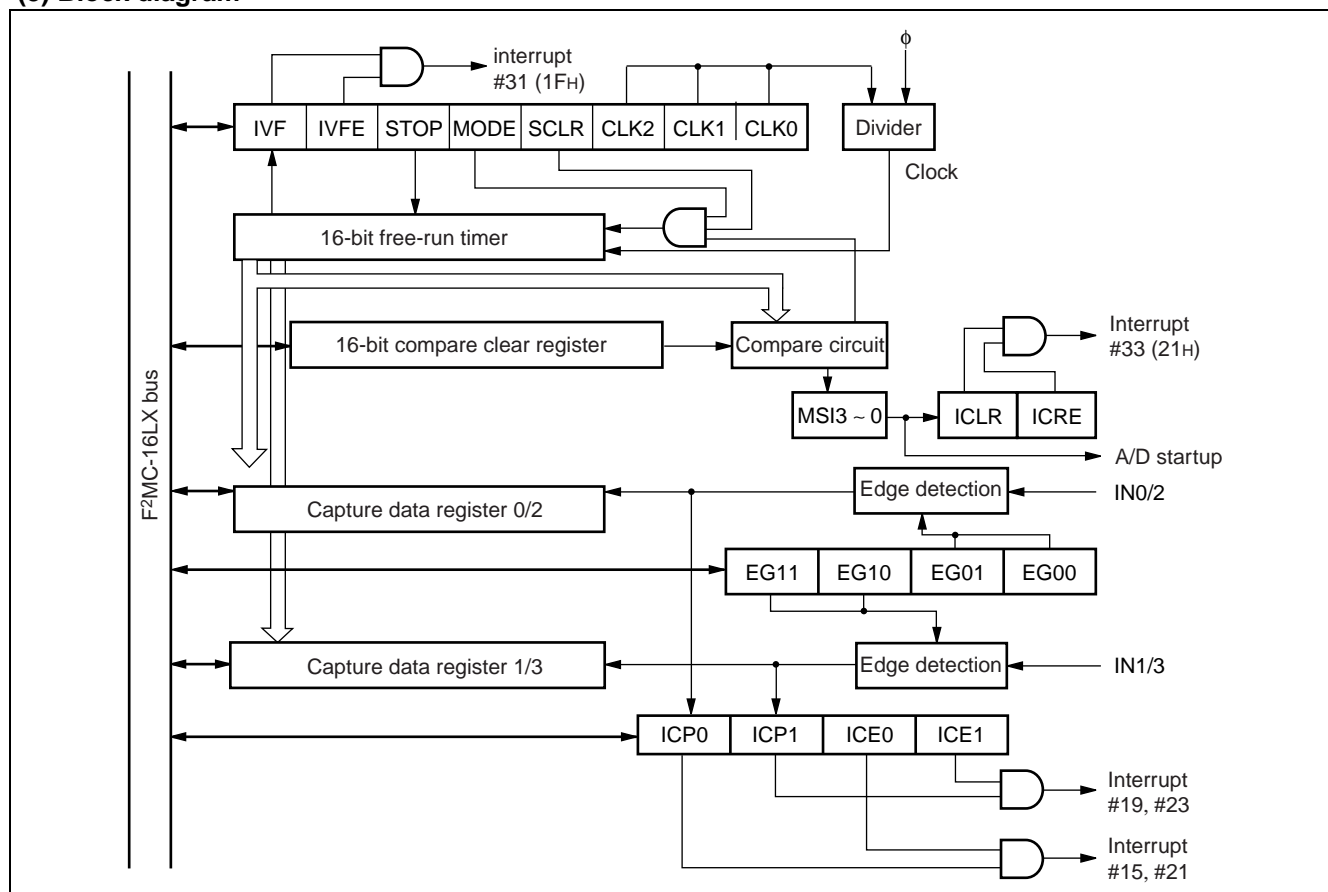 (3) Block diagram
ϕ
interrupt
#31 (1FH)
IVF IVFE STOP MODE SCLR CLK2 CLK1 CLK0
Divider
Clock
16-bit free-run timer
16-bit compare clear register
Compare circuit
Interrupt
#33 (21H)
MSI3 ~ 0
ICLR ICRE
A/D startup
F²MC-16LX bus
Capture data register 0/2
Edge detection
IN0/2
EG11 EG10 EG01 EG00
Capture data register 1/3
Edge detection
IN1/3
ICP0 ICP1 ICE0 ICE1
Interrupt
#19, #23
Interrupt
#15, #21